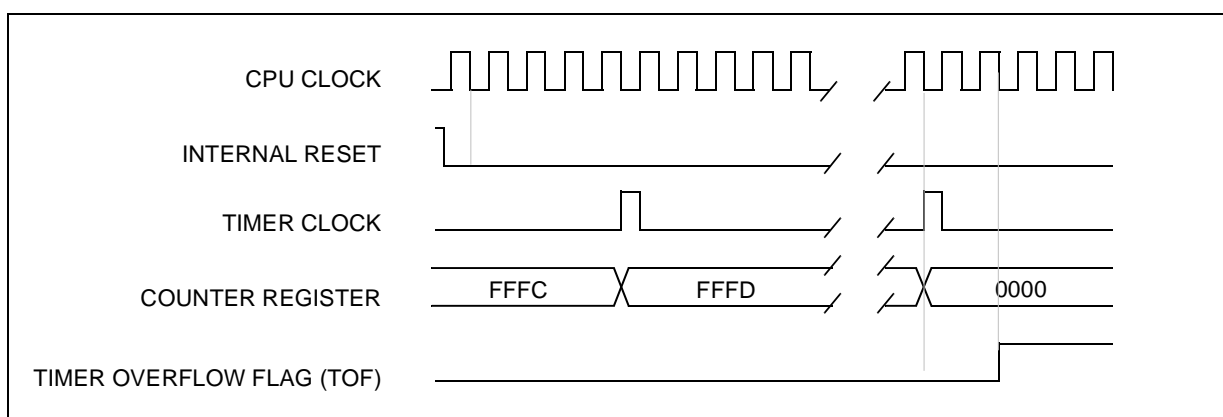 CPU CLOCK
INTERNAL RESET
TIMER CLOCK
COUNTER REGISTER FFFC FFFD 0000
TIMER OVERFLOW FLAG (TOF)